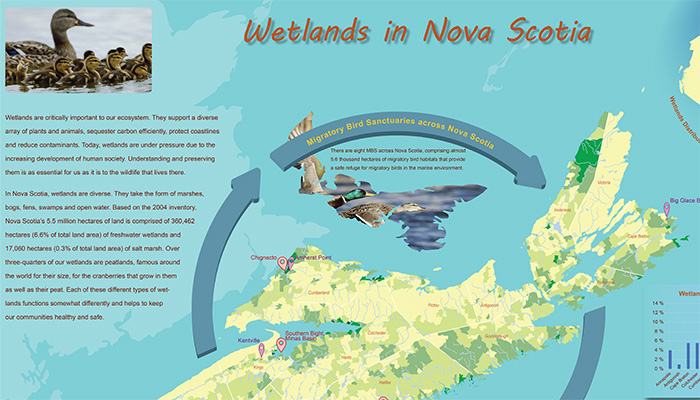 Wetlands in Nova Scotia
Wetlands are critically important to our ecosystem. They support a diverse
array of plants and animals, sequester carbon efficiently, protect coastlines
and reduce contaminants. Today, wetlands are under pressure due to the
increasing development of human society. Understanding and preserving
them is as essential for us as it is to the wildlife that lives there.
In Nova Scotia, wetlands are diverse. They take the form of marshes,
bogs, fens, swamps and open water. Based on the 2004 inventory,
Nova Scotia's 5.5 million hectares of land is comprised of 360,462
hectares (6.6% of total land area) of freshwater wetlands and
17,060 hectares (0.3% of total land area) of salt marsh. Over
three-quarters of our wetlands are peatlands, famous around
the world for their size, for the cranberries that grow in them
as well as their peat. Each of these different types of wet-
lands functions somewhat differently and helps to keep
our communities healthy and safe.
Migratory Bird Sanctuaries across Nova Scotia
There are eight MBS across Nova Scotia, comprising almost
5.6 thousand hectares of migratory bird habitats that provide
a safe refuge for migratory birds in the marine environment.
Wetlands Distribu
Victoria
Inverness
Big Glace B
Cape Breton
Richmond
Chignecto
Amherst Point
Cumberland
Pictou
Antigonish
Guysborough
Colchester
Kentville
Southern Bight
Minas Basin
Kings
Hants
Halifax
Wetlan
14 %
12 %
10 %
8 %
6 %
4 %
2 %
0 %
Annapolis
Antigonish
Cape Breton
Colchester
Cumb